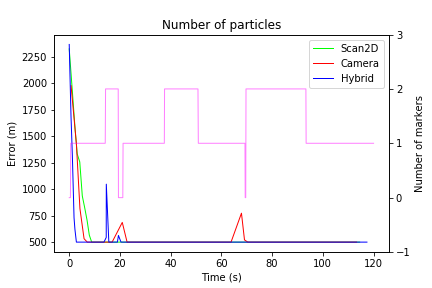 Number of particles
Scan2D
Camera
Hybrid
Error (m)
2250
2000
1750
1500
1250
1000
750
500
3
2
1
0
−1
Number of markers
0
20
40
60
80
100
120
Time (s)